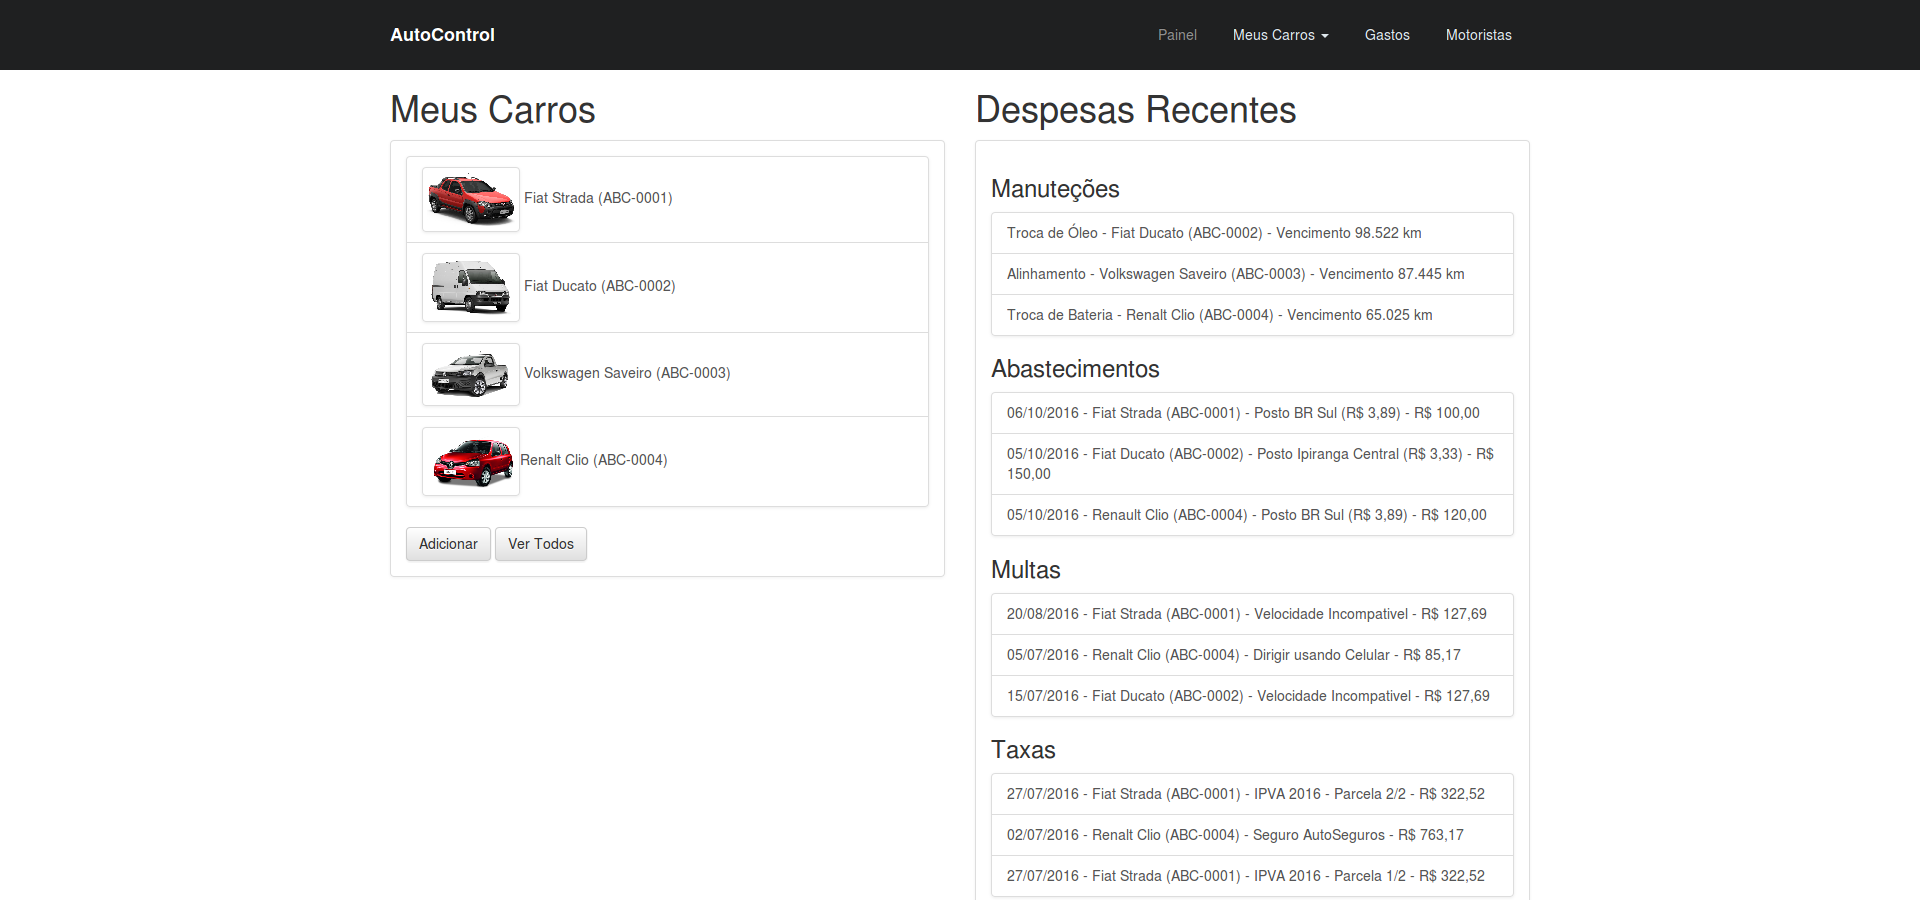 AutoControl
Painel
Meus Carros
Gastos
Motoristas
Meus Carros
Fiat Strada (ABC-0001)
Fiat Ducato (ABC-0002)
Volkswagen Saveiro (ABC-0003)
Renalt Clio (ABC-0004)
Adicionar
Ver Todos
Despesas Recentes
Manuteções
Troca de Óleo - Fiat Ducato (ABC-0002) - Vencimento 98.522 km
Alinhamento - Volkswagen Saveiro (ABC-0003) - Vencimento 87.445 km
Troca de Bateria - Renalt Clio (ABC-0004) - Vencimento 65.025 km
Abastecimentos
06/10/2016 - Fiat Strada (ABC-0001) - Posto BR Sul (R$ 3,89) - R$ 100,00
05/10/2016 - Fiat Ducato (ABC-0002) - Posto Ipiranga Central (R$ 3,33) - R$
150,00
05/10/2016 - Renault Clio (ABC-0004) - Posto BR Sul (R$ 3,89) - R$ 120,00
Multas
20/08/2016 - Fiat Strada (ABC-0001) - Velocidade Incompativel - R$ 127,69
05/07/2016 - Renalt Clio (ABC-0004) - Dirigir usando Celular - R$ 85,17
15/07/2016 - Fiat Ducato (ABC-0002) - Velocidade Incompativel - R$ 127,69
Taxas
27/07/2016 - Fiat Strada (ABC-0001) - IPVA 2016 - Parcela 2/2 - R$ 322,52
02/07/2016 - Renalt Clio (ABC-0004) - Seguro AutoSeguros - R$ 763,17
27/07/2016 - Fiat Strada (ABC-0001) - IPVA 2016 - Parcela 1/2 - R$ 322,52